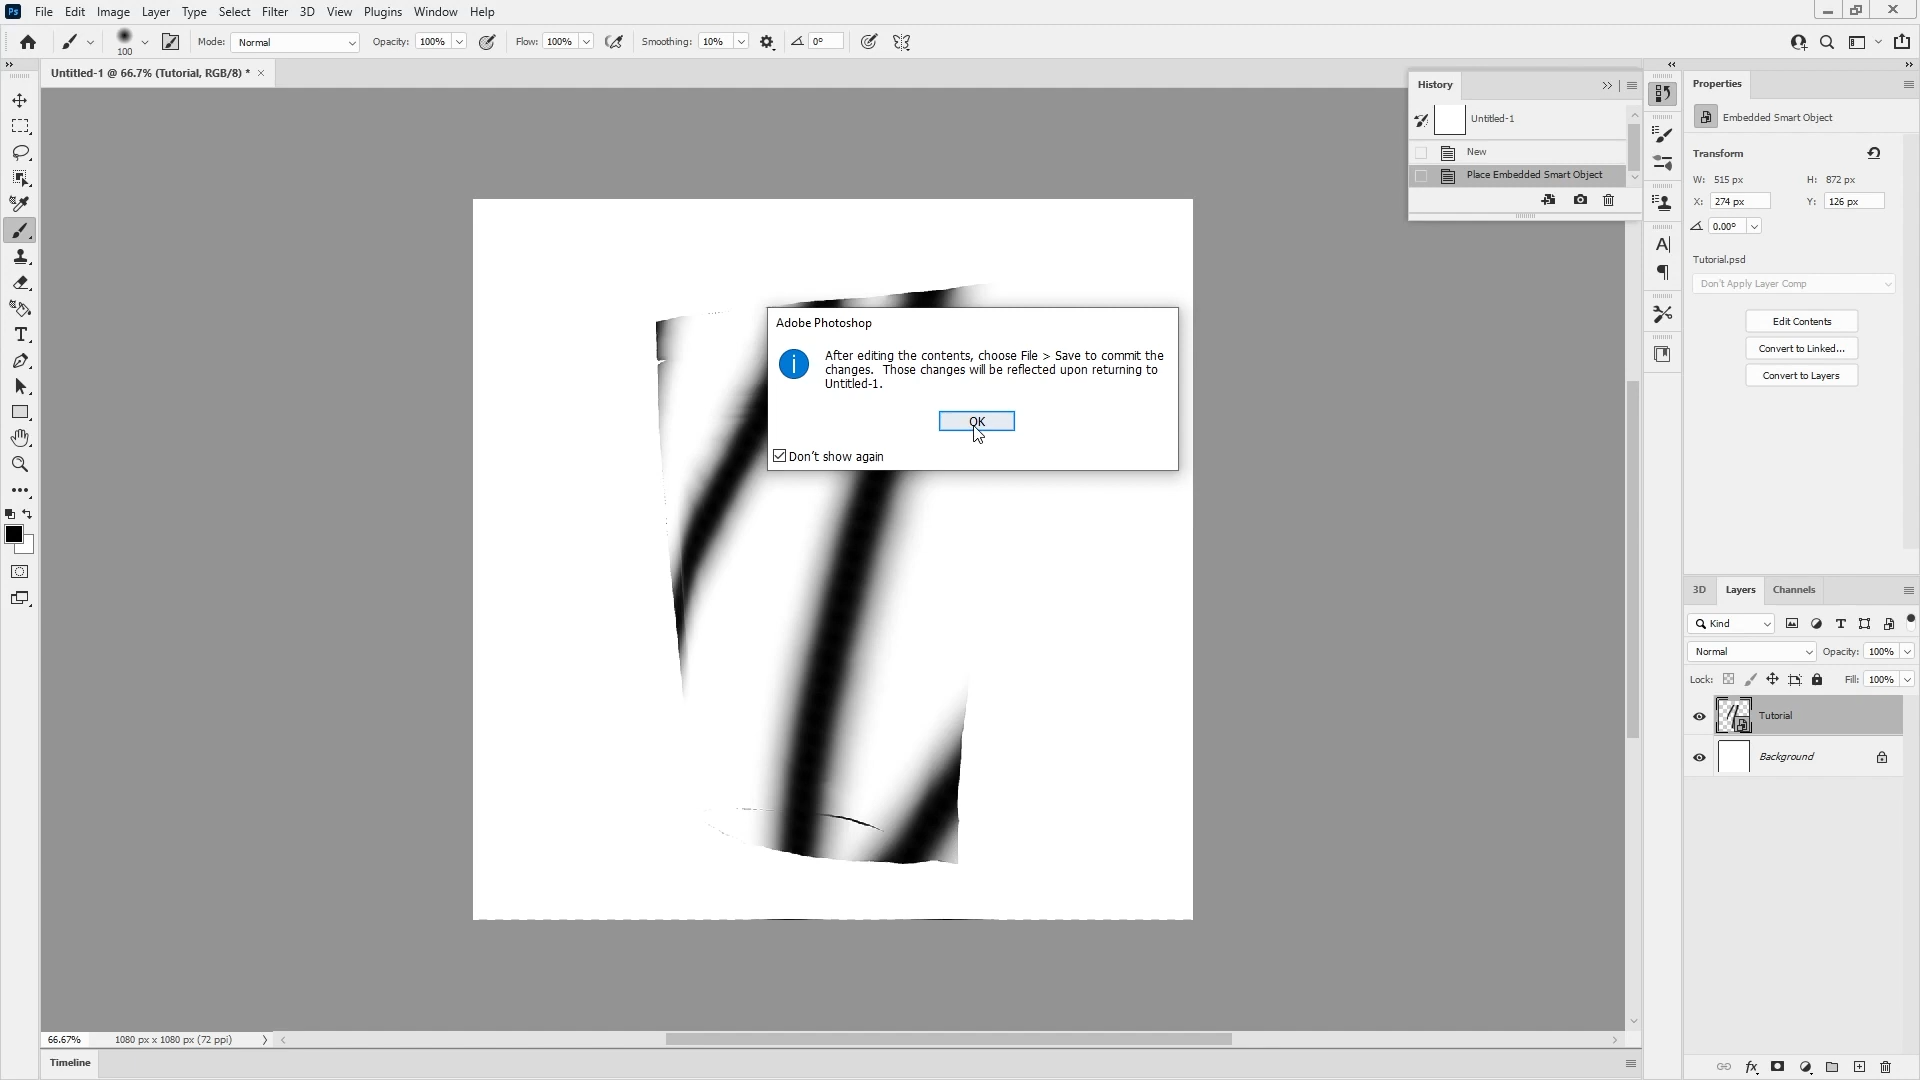 Ps File Edit Image Layer Type Select Filter 3D View Plugins Window Help
100 Mode: Normal Opacity: 100% Flow: 100% Smoothing: 10% 0°
Untitled-1 @ 66.7% (Tutorial, RGB/8) *
History
Untitled-1
New
Place Embedded Smart Object
Adobe Photoshop
After editing the contents, choose File > Save to commit the
changes.  Those changes will be reflected upon returning to
Untitled-1.
OK
Don't show again
Properties
Embedded Smart Object
Transform
W: 515 px H: 872 px
X: 274 px Y: 126 px
0.00°
Tutorial.psd
Don't Apply Layer Comp
Edit Contents
Convert to Linked...
Convert to Layers
3D Layers Channels
Kind
Normal Opacity: 100%
Lock: Fill: 100%
Tutorial
Background
66.67% 1080 px x 1080 px (72 ppi)
Timeline